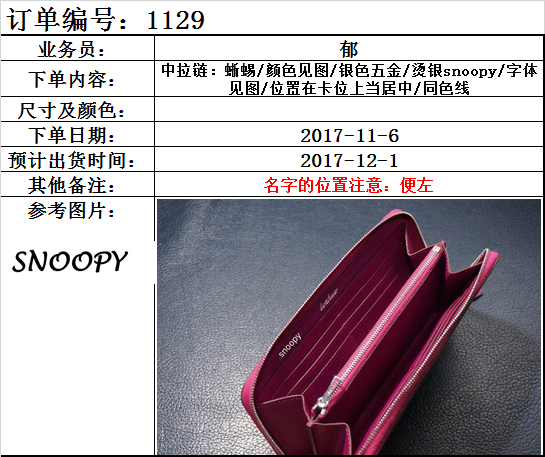 订单编号：1129
业务员： 郁
下单内容： 中拉链：蜥蜴/颜色见图/银色五金/烫银snoopy/字体
见图/位置在卡位上当居中/同色线
尺寸及颜色：
下单日期： 2017-11-6
预计出货时间： 2017-12-1
其他备注： 名字的位置注意：便左
参考图片：
SNOOPY
snoopy